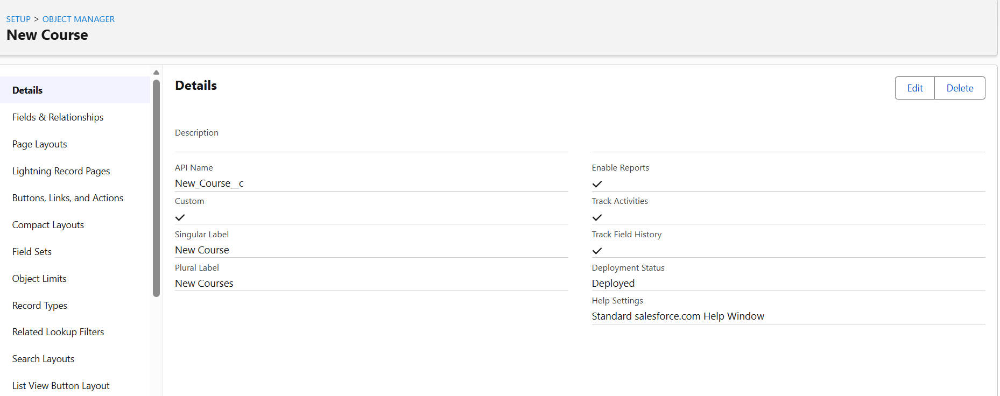 SETUP > OBJECT MANAGER
New Course
Details
Fields & Relationships
Page Layouts
Lightning Record Pages
Buttons, Links, and Actions
Compact Layouts
Field Sets
Object Limits
Record Types
Related Lookup Filters
Search Layouts
List View Button Layout
Details
Edit
Delete
Description
API Name
New_Course__c
Custom
Singular Label
New Course
Plural Label
New Courses
Enable Reports
Track Activities
Track Field History
Deployment Status
Deployed
Help Settings
Standard salesforce.com Help Window